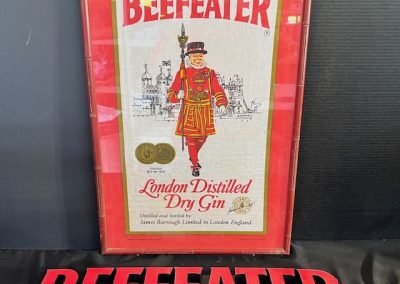 BEEFEATER
London Distilled
Dry Gin
Distilled and bottled by
James Burrough Limited in London England
BEEFEATER